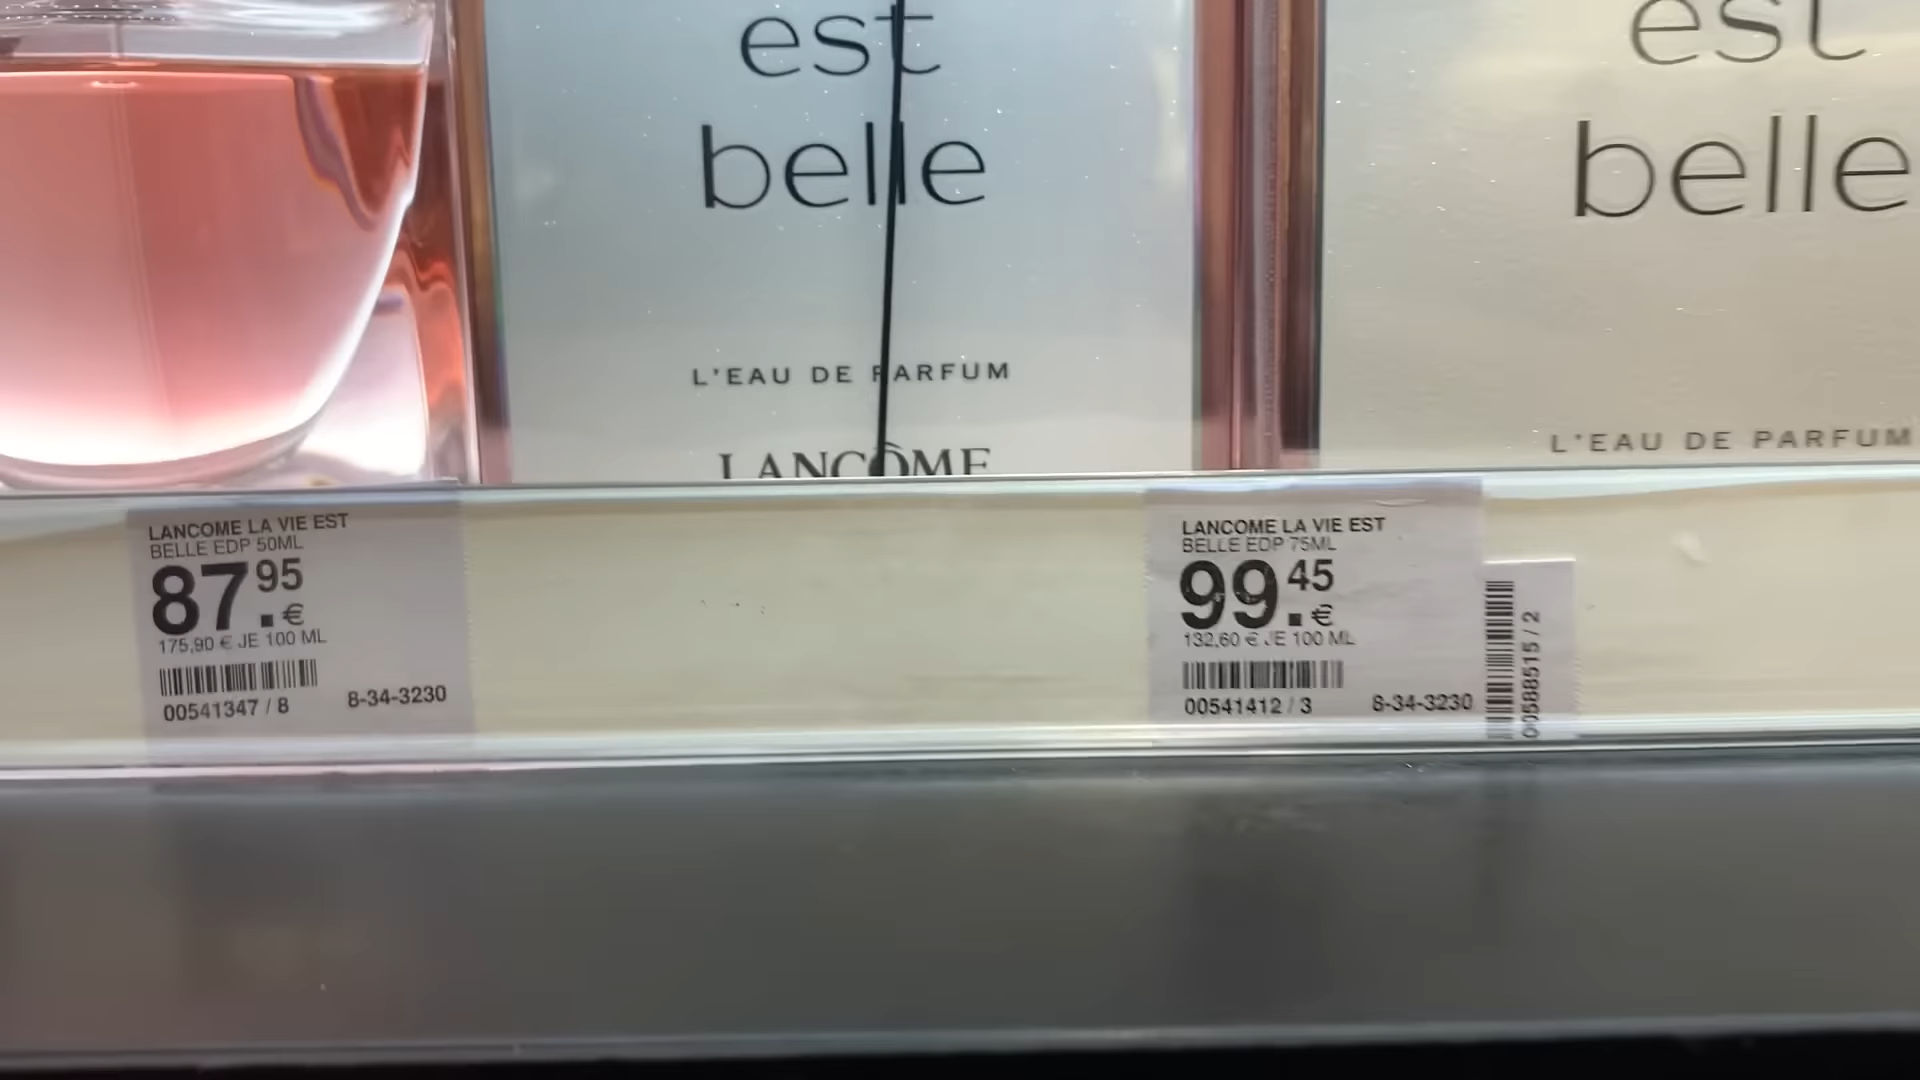 est
belle
L'EAU DE PARFUM
LANCÔME
est
belle
L'EAU DE PARFUM
LANCOME LA VIE EST
BELLE EDP 50ML
87.95 €
175,90 € JE 100 ML
00541347 / 8
8-34-3230
LANCOME LA VIE EST
BELLE EDP 75ML
99.45 €
132,60 € JE 100 ML
00541412 / 3
8-34-3230
00588515 / 2